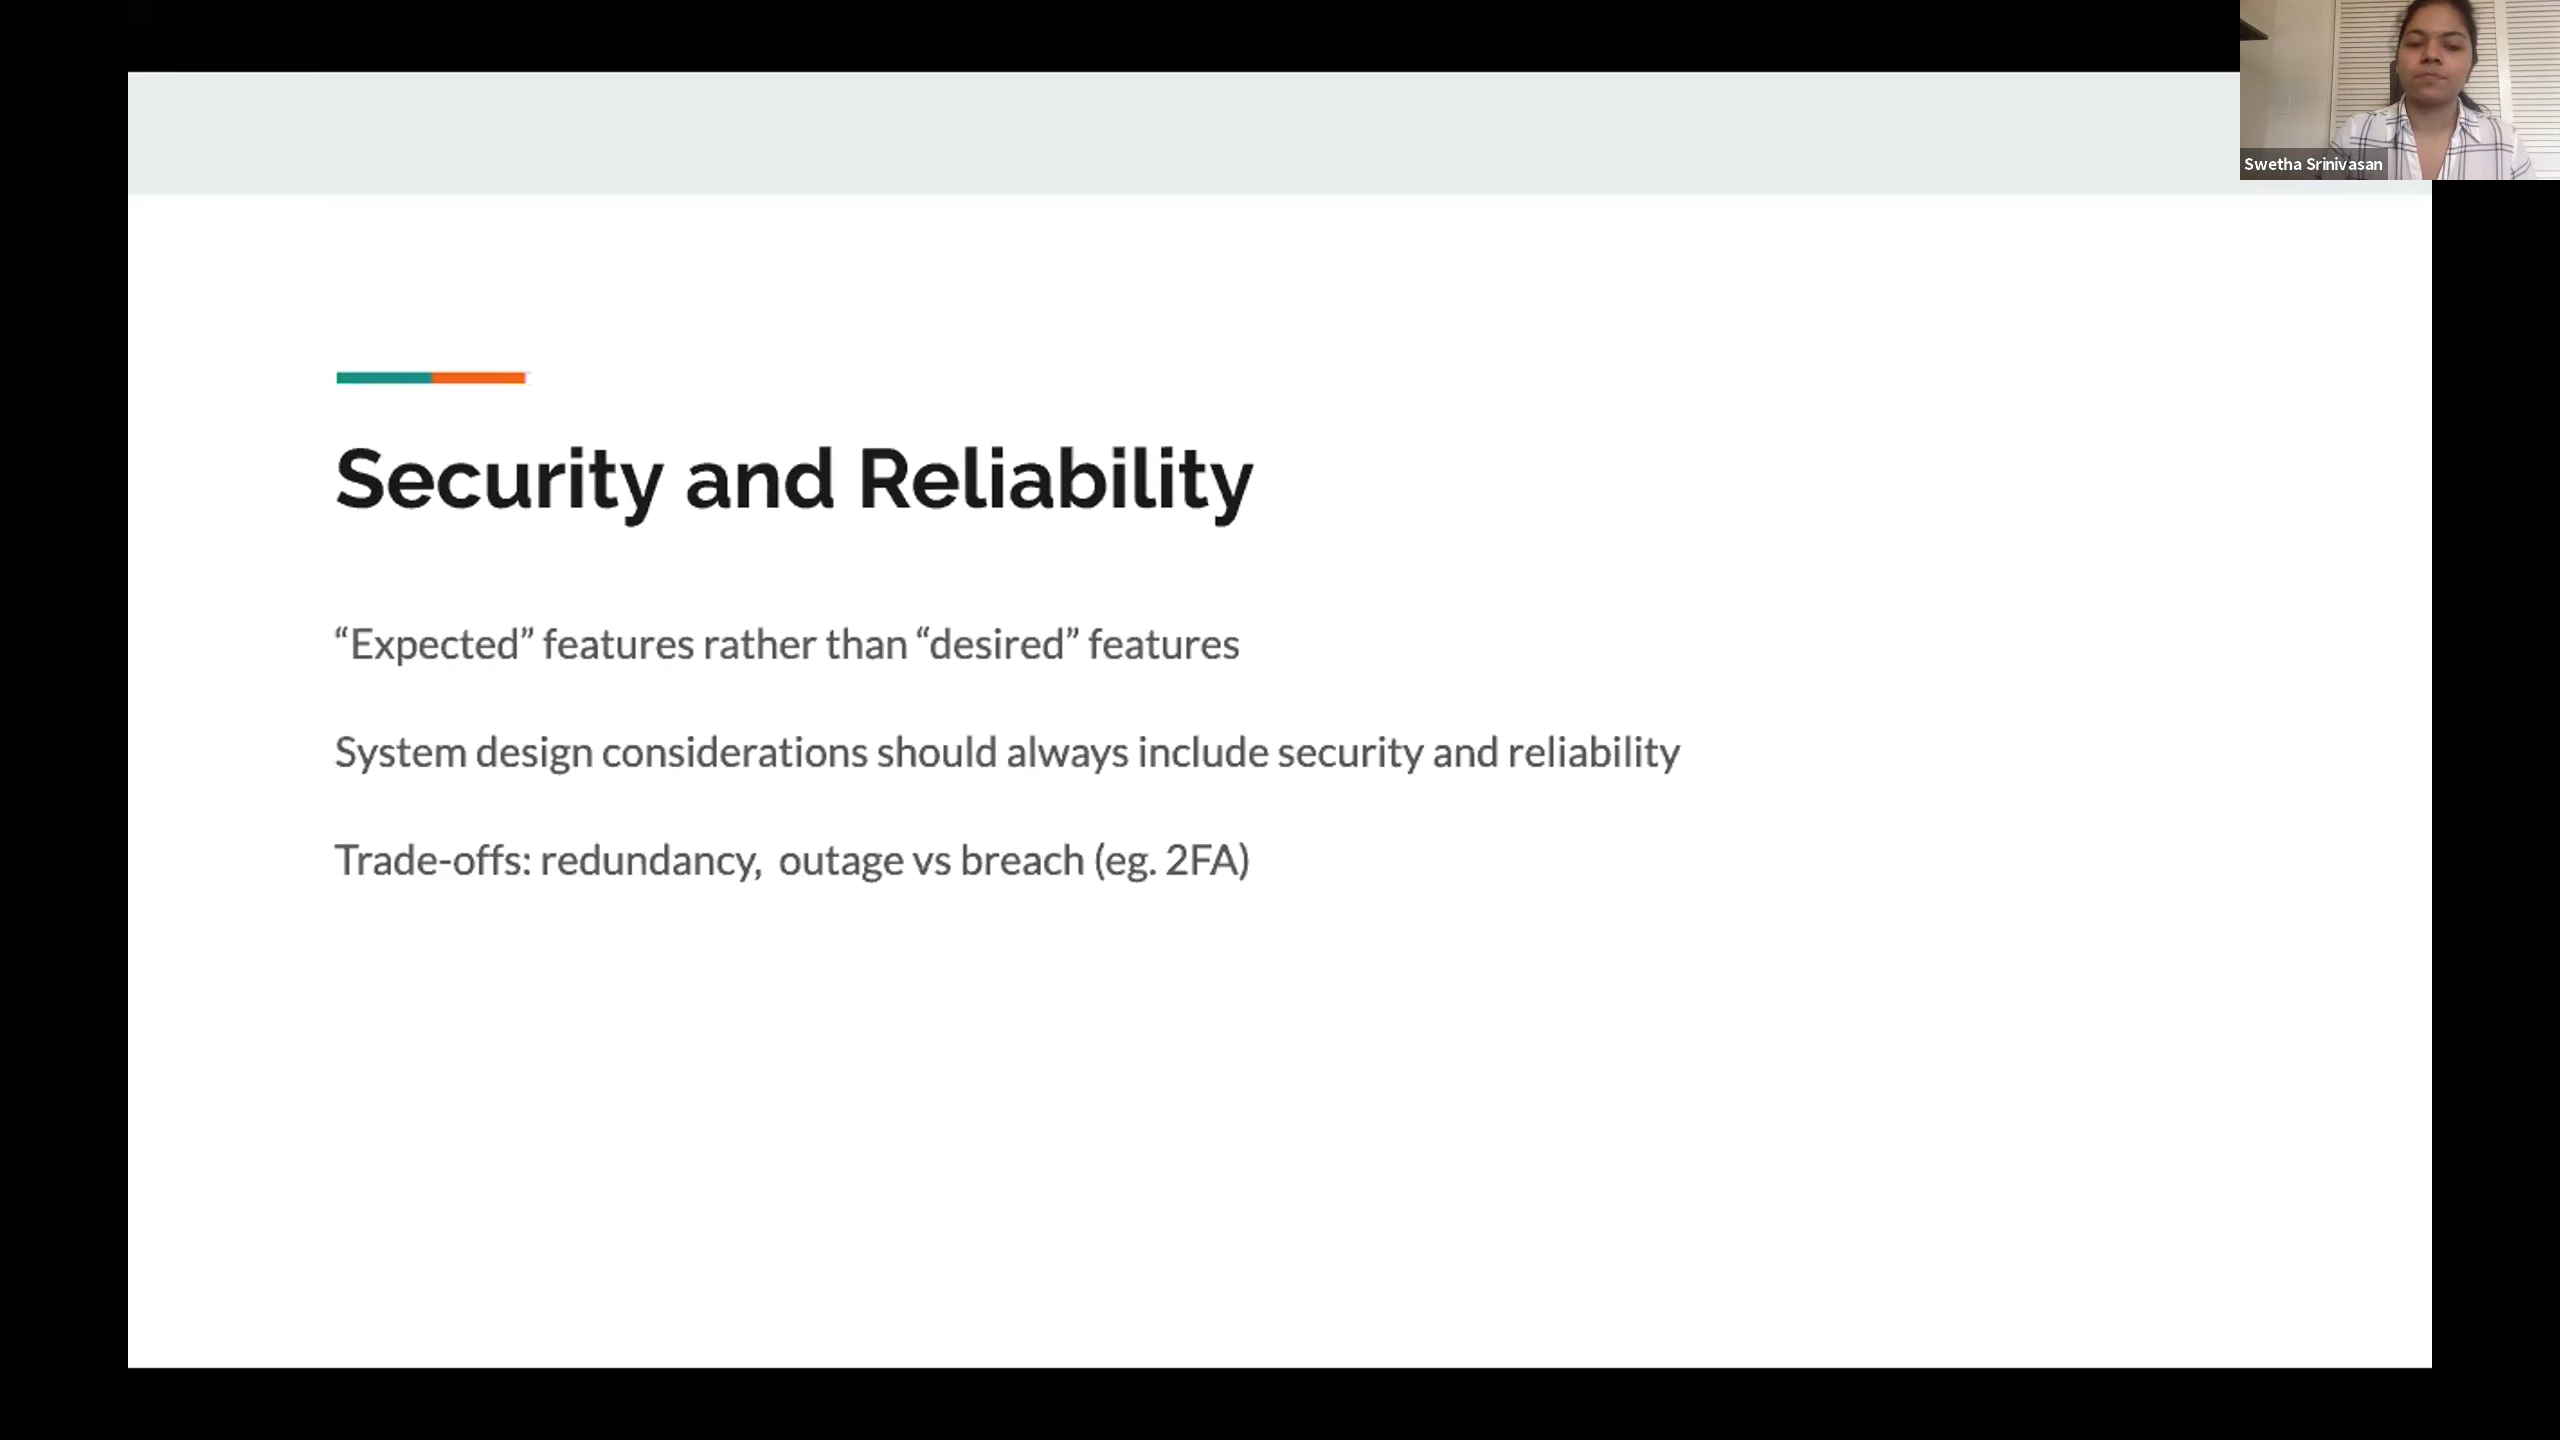 Swetha Srinivasan
Security and Reliability
“Expected” features rather than “desired” features
System design considerations should always include security and reliability
Trade-offs: redundancy,  outage vs breach (eg. 2FA)